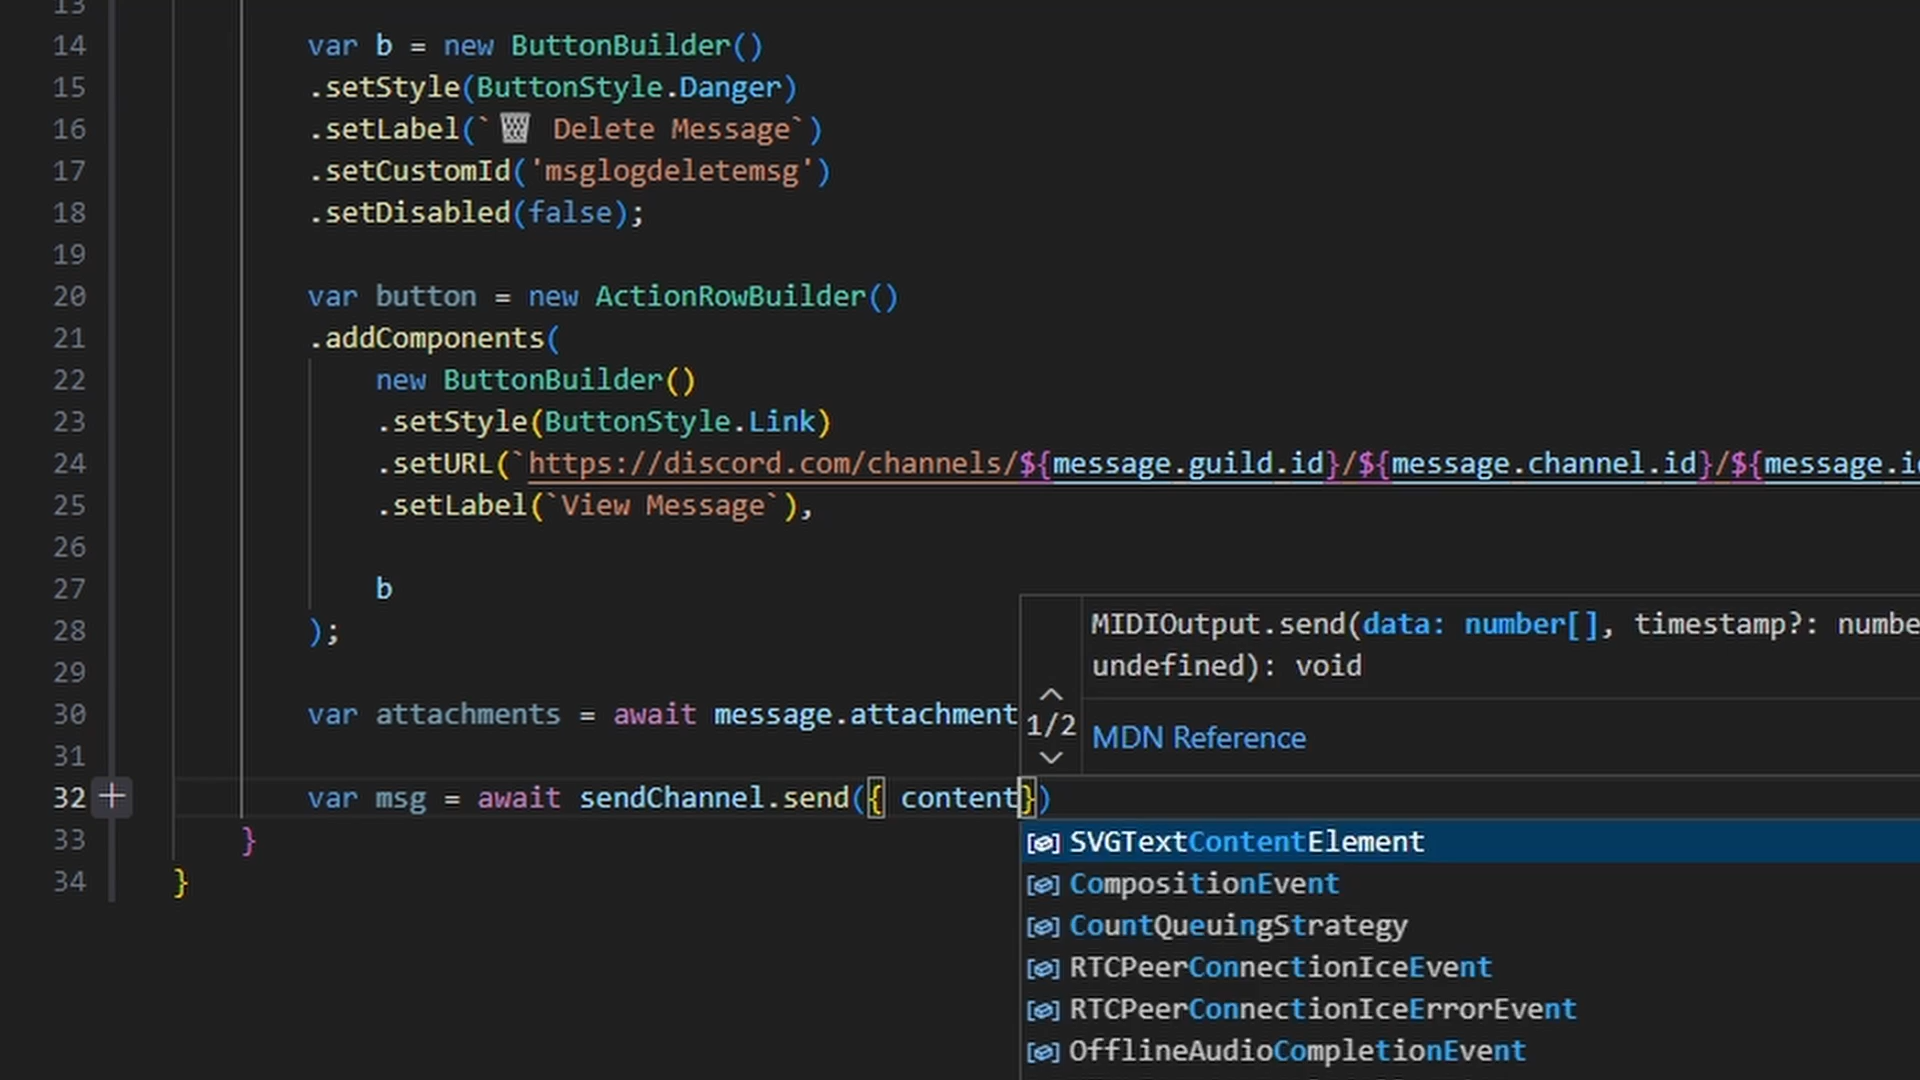 13
14 var b = new ButtonBuilder()
15 .setStyle(ButtonStyle.Danger)
16 .setLabel(`🗑️ Delete Message`)
17 .setCustomId('msglogdeletemsg')
18 .setDisabled(false);
19
20 var button = new ActionRowBuilder()
21 .addComponents(
22 new ButtonBuilder()
23 .setStyle(ButtonStyle.Link)
24 .setURL(`https://discord.com/channels/${message.guild.id}/${message.channel.id}/${message.
25 .setLabel(`View Message`),
26
27 b
28 );
29
30 var attachments = await message.attachment
31
32 var msg = await sendChannel.send({ content})
33 }
34 }
MIDIOutput.send(data: number[], timestamp?:
undefined): void
1/2
MDN Reference
SVGTextContentElement
CompositionEvent
CountQueuingStrategy
RTCPeerConnectionIceEvent
RTCPeerConnectionIceErrorEvent
OfflineAudioCompletionEvent